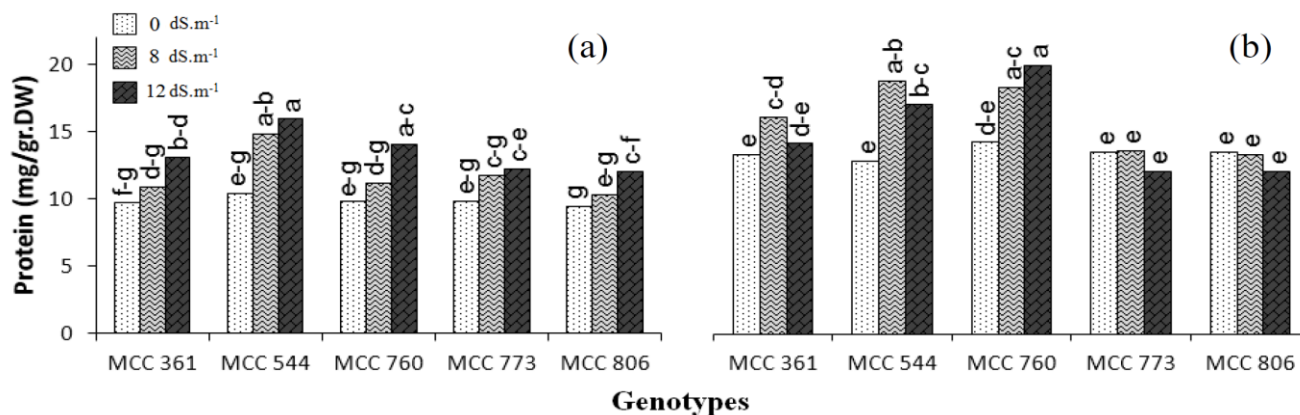 0 dS.m-1
8 dS.m-1
12 dS.m-1
(a)
(b)
Protein (mg/gr.DW)
20
15
10
5
0
f-g
d-g
b-d
e-g
a-b
a
e-g
d-g
a-c
e-g
c-g
c-e
g
e-g
c-f
e
c-d
d-e
e
a-b
b-c
d-e
a-c
a
e
e
e
e
e
e
MCC 361 MCC 544 MCC 760 MCC 773 MCC 806
MCC 361 MCC 544 MCC 760 MCC 773 MCC 806
Genotypes